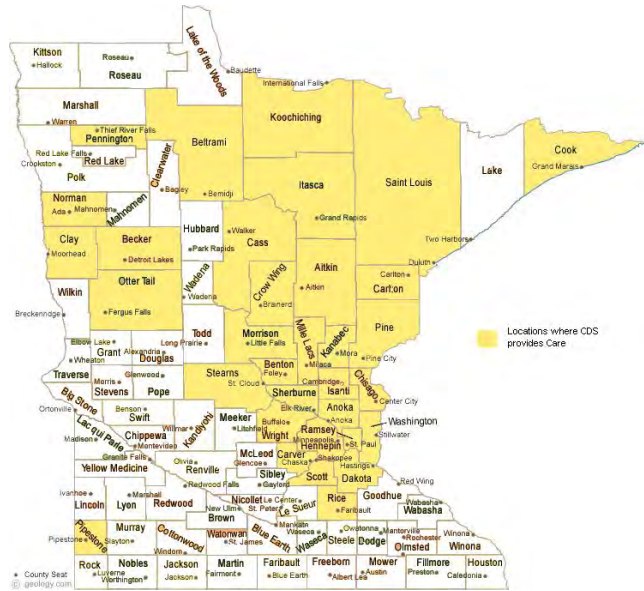 Kittson
Hallock
Roseau
Roseau
Lake of the Woods
Baudette
International Falls
Marshall
Warren
Koochiching
Thief River Falls
Pennington
Beltrami
Cook
Red Lake Falls
Red Lake
Crookston
Clearwater
Lake
Grand Marais
Polk
Itasca
Saint Louis
Bagley
Bemidji
Norman
Ada
Mahnomen
Mahnomen
Grand Rapids
Hubbard
Walker
Clay
Becker
Cass
Park Rapids
Two Harbors
Moorhead
Detroit Lakes
Wadena
Aitkin
Duluth
Carlton
Crow Wing
Aitkin
Carlton
Otter Tail
Wilkin
Wadena
Brainerd
Breckenridge
Fergus Falls
Pine
Todd
Morrison
Mille Lacs
Kanabec
Locations where CDS
provides Care
Elbow Lake
Long Prairie
Little Falls
Grant
Alexandria
Douglas
Mora
Wheaton
Benton
Milaca
Pine City
Traverse
Glenwood
Stearns
Foley
Morris
Cambridge
Chisago
Stevens
Pope
St. Cloud
Sherburne
Isanti
Big Stone
Center City
Ortonville
Benson
Elk River
Anoka
Swift
Meeker
Anoka
Washington
Lac qui Parle
Kandiyohi
Buffalo
Chippewa
Willmar
Litchfield
Ramsey
Madison
Wright
Minneapolis
Stillwater
Montevideo
Hennepin
St. Paul
McLeod
Carver
Granite Falls
Olivia
Glencoe
Shakopee
Yellow Medicine
Renville
Chaska
Hastings
Sibley
Scott
Dakota
Red Wing
Redwood Falls
Gaylord
Ivanhoe
Marshall
Nicollet
Le Center
Rice
Goodhue
Lincoln
Lyon
Redwood
New Ulm
St. Peter
Le Sueur
Wabasha
Faribault
Wabasha
Brown
Mankato
Pipestone
Murray
Cottonwood
Watonwan
Blue Earth
Waseca
Owatonna
Mantorville
Rochester
Winona
Pipestone
Slayton
St. James
Waseca
Steele
Dodge
Olmsted
Winona
Windom
Rock
Nobles
Jackson
Martin
Faribault
Freeborn
Mower
Fillmore
Houston
Luverne
Austin
Worthington
Jackson
Fairmont
Blue Earth
Albert Lea
Preston
Caledonia
County Seat
© geology.com